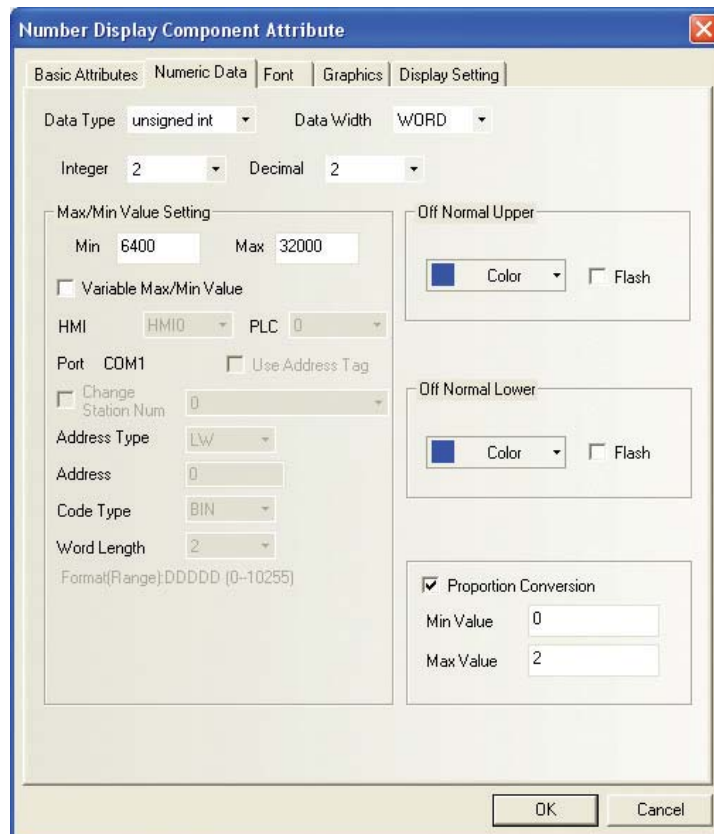 Number Display Component Attribute
Basic Attributes Numeric Data Font Graphics Display Setting
Data Type unsigned int Data Width WORD
Integer 2 Decimal 2
Max/Min Value Setting
Min 6400 Max 32000
Variable Max/Min Value
HMI HMI0 PLC 0
Port COM1 Use Address Tag
Change
Station Num 0
Address Type LW
Address 0
Code Type BIN
Word Length 2
Format(Range):DDDDD (0~10255)
Off Normal Upper
Color Flash
Off Normal Lower
Color Flash
Proportion Conversion
Min Value 0
Max Value 2
OK Cancel